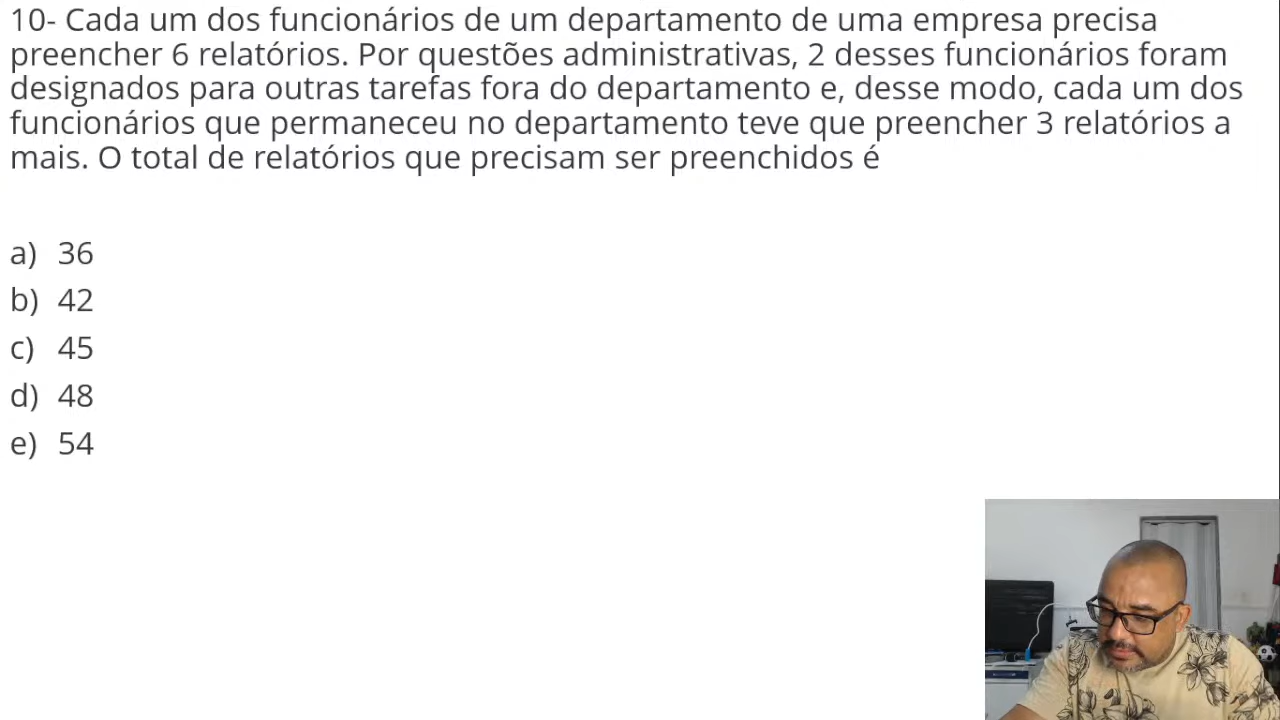 10- Cada um dos funcionários de um departamento de uma empresa precisa
preencher 6 relatórios. Por questões administrativas, 2 desses funcionários foram
designados para outras tarefas fora do departamento e, desse modo, cada um dos
funcionários que permaneceu no departamento teve que preencher 3 relatórios a
mais. O total de relatórios que precisam ser preenchidos é
a) 36
b) 42
c) 45
d) 48
e) 54